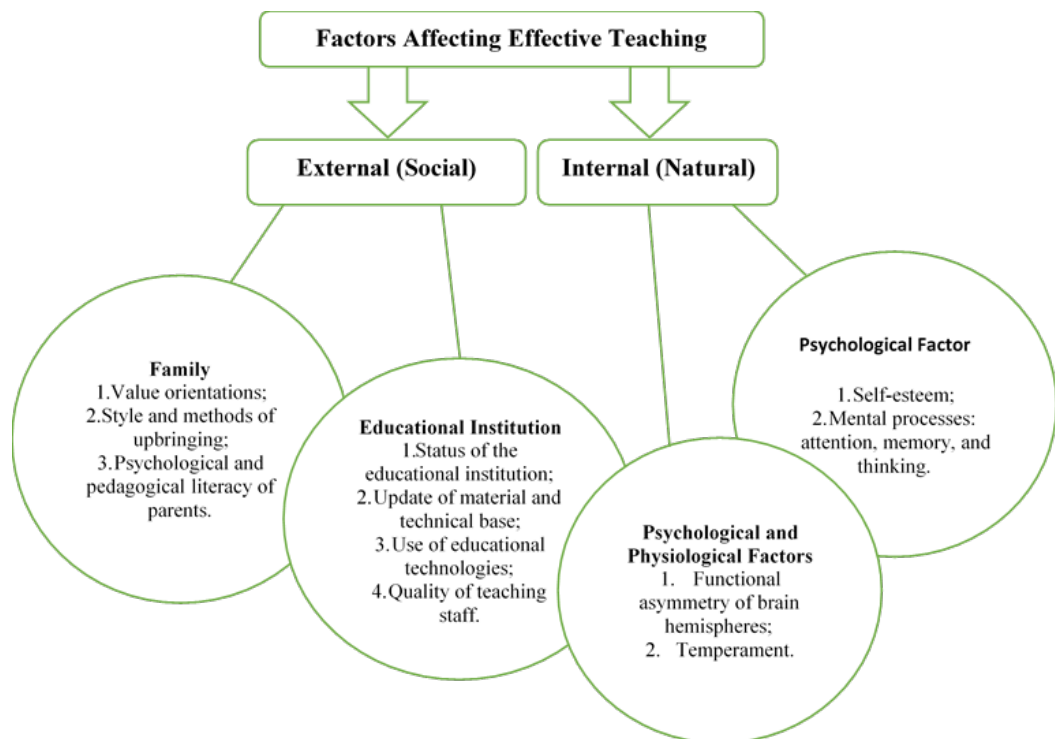 Factors Affecting Effective Teaching
External (Social)
Internal (Natural)
Family
1.Value orientations;
2.Style and methods of
upbringing;
3.Psychological and
pedagogical literacy of
parents.
Educational Institution
1.Status of the
educational institution;
2.Update of material and
technical base;
3.Use of educational
technologies;
4.Quality of teaching
staff.
Psychological and
Physiological Factors
1. Functional
asymmetry of brain
hemispheres;
2. Temperament.
Psychological Factor
1.Self-esteem;
2.Mental processes:
attention, memory, and
thinking.